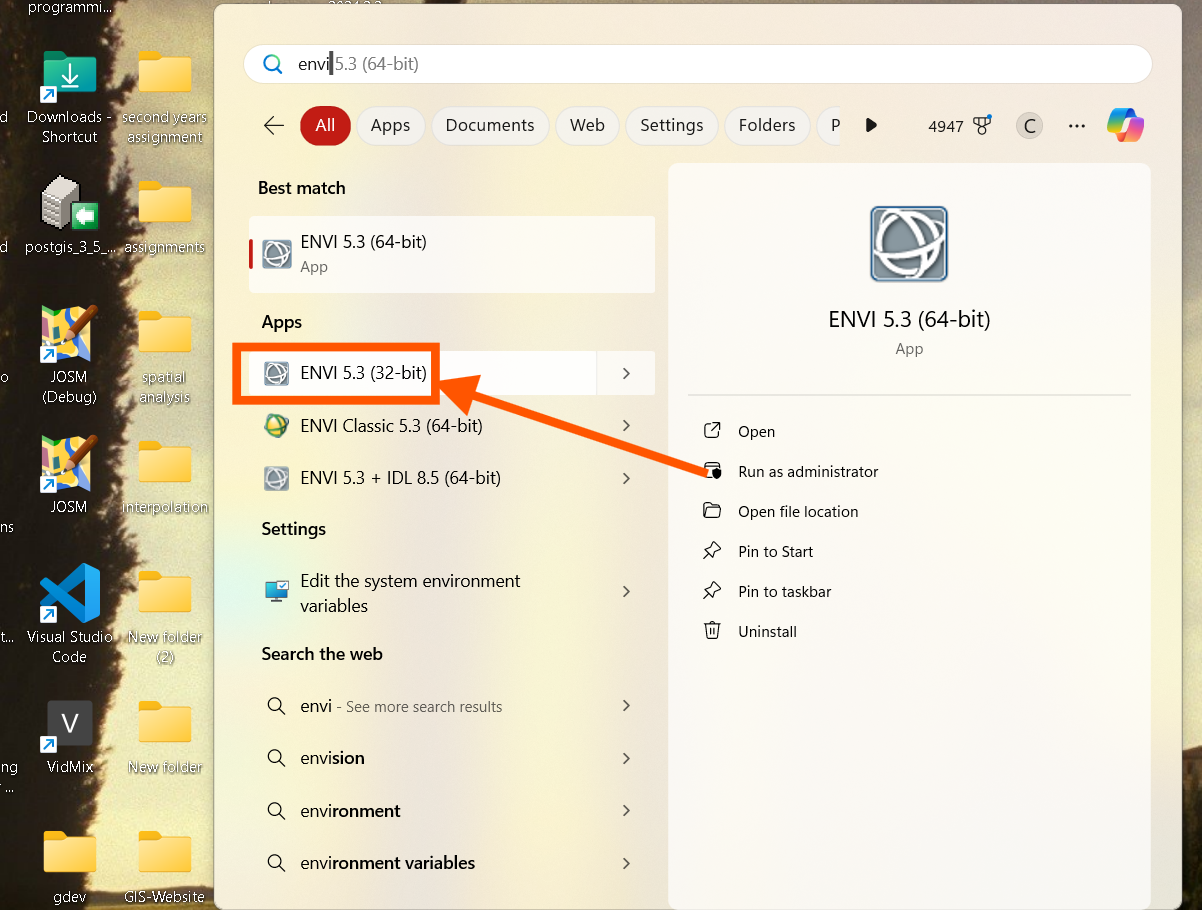 programmi...
Downloads -
Shortcut
second years
assignment
postgis_3_5_...
assignments
JOSM
(Debug)
spatial
analysis
JOSM
interpolation
Visual Studio
Code
New folder
(2)
V
VidMix
New folder
gdev
GIS-Website
envi 5.3 (64-bit)
All
Apps
Documents
Web
Settings
Folders
P
4947
C
Best match
ENVI 5.3 (64-bit)
App
Apps
ENVI 5.3 (32-bit)
ENVI Classic 5.3 (64-bit)
ENVI 5.3 + IDL 8.5 (64-bit)
Settings
Edit the system environment
variables
Search the web
envi - See more search results
envision
environment
environment variables
ENVI 5.3 (64-bit)
App
Open
Run as administrator
Open file location
Pin to Start
Pin to taskbar
Uninstall